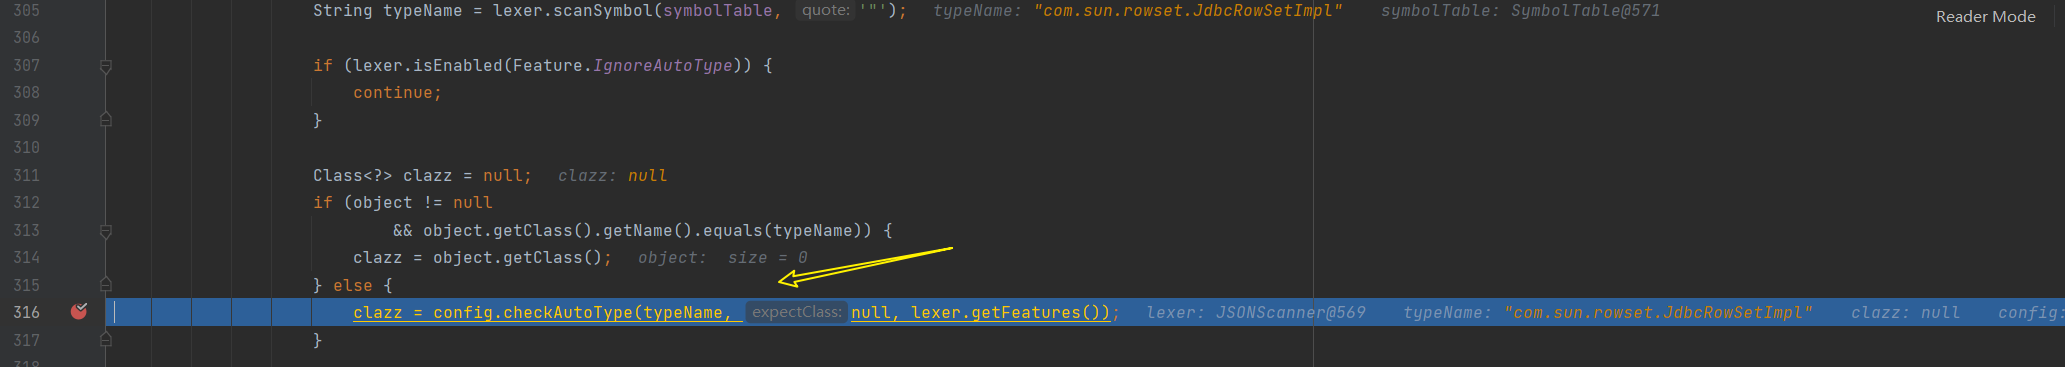 305 String typeName = lexer.scanSymbol(symbolTable, quote: '"'); typeName: "com.sun.rowset.JdbcRowSetImpl" symbolTable: SymbolTable@571
Reader Mode
306
307 if (lexer.isEnabled(Feature.IgnoreAutoType)) {
308 continue;
309 }
310
311 Class<?> clazz = null; clazz: null
312 if (object != null
313 && object.getClass().getName().equals(typeName)) {
314 clazz = object.getClass(); object: size = 0
315 } else {
316 clazz = config.checkAutoType(typeName, expectClass: null, lexer.getFeatures()); lexer: JSONScanner@569 typeName: "com.sun.rowset.JdbcRowSetImpl" clazz: null config:
317 }
318